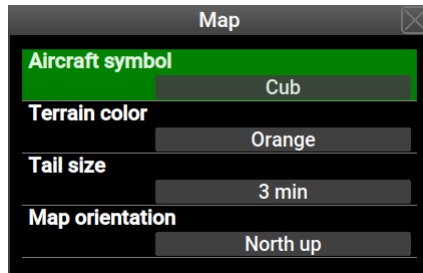 Map
Aircraft symbol
Cub
Terrain color
Orange
Tail size
3 min
Map orientation
North up